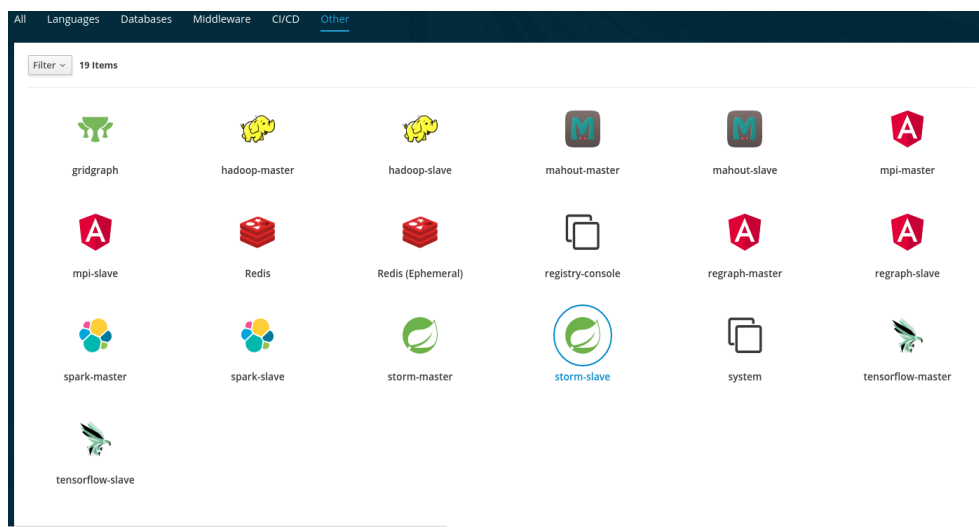 All Languages Databases Middleware CI/CD Other
Filter 19 Items
gridgraph hadoop-master hadoop-slave mahout-master mahout-slave mpi-master
mpi-slave Redis Redis (Ephemeral) registry-console regraph-master regraph-slave
spark-master spark-slave storm-master storm-slave system tensorflow-master
tensorflow-slave